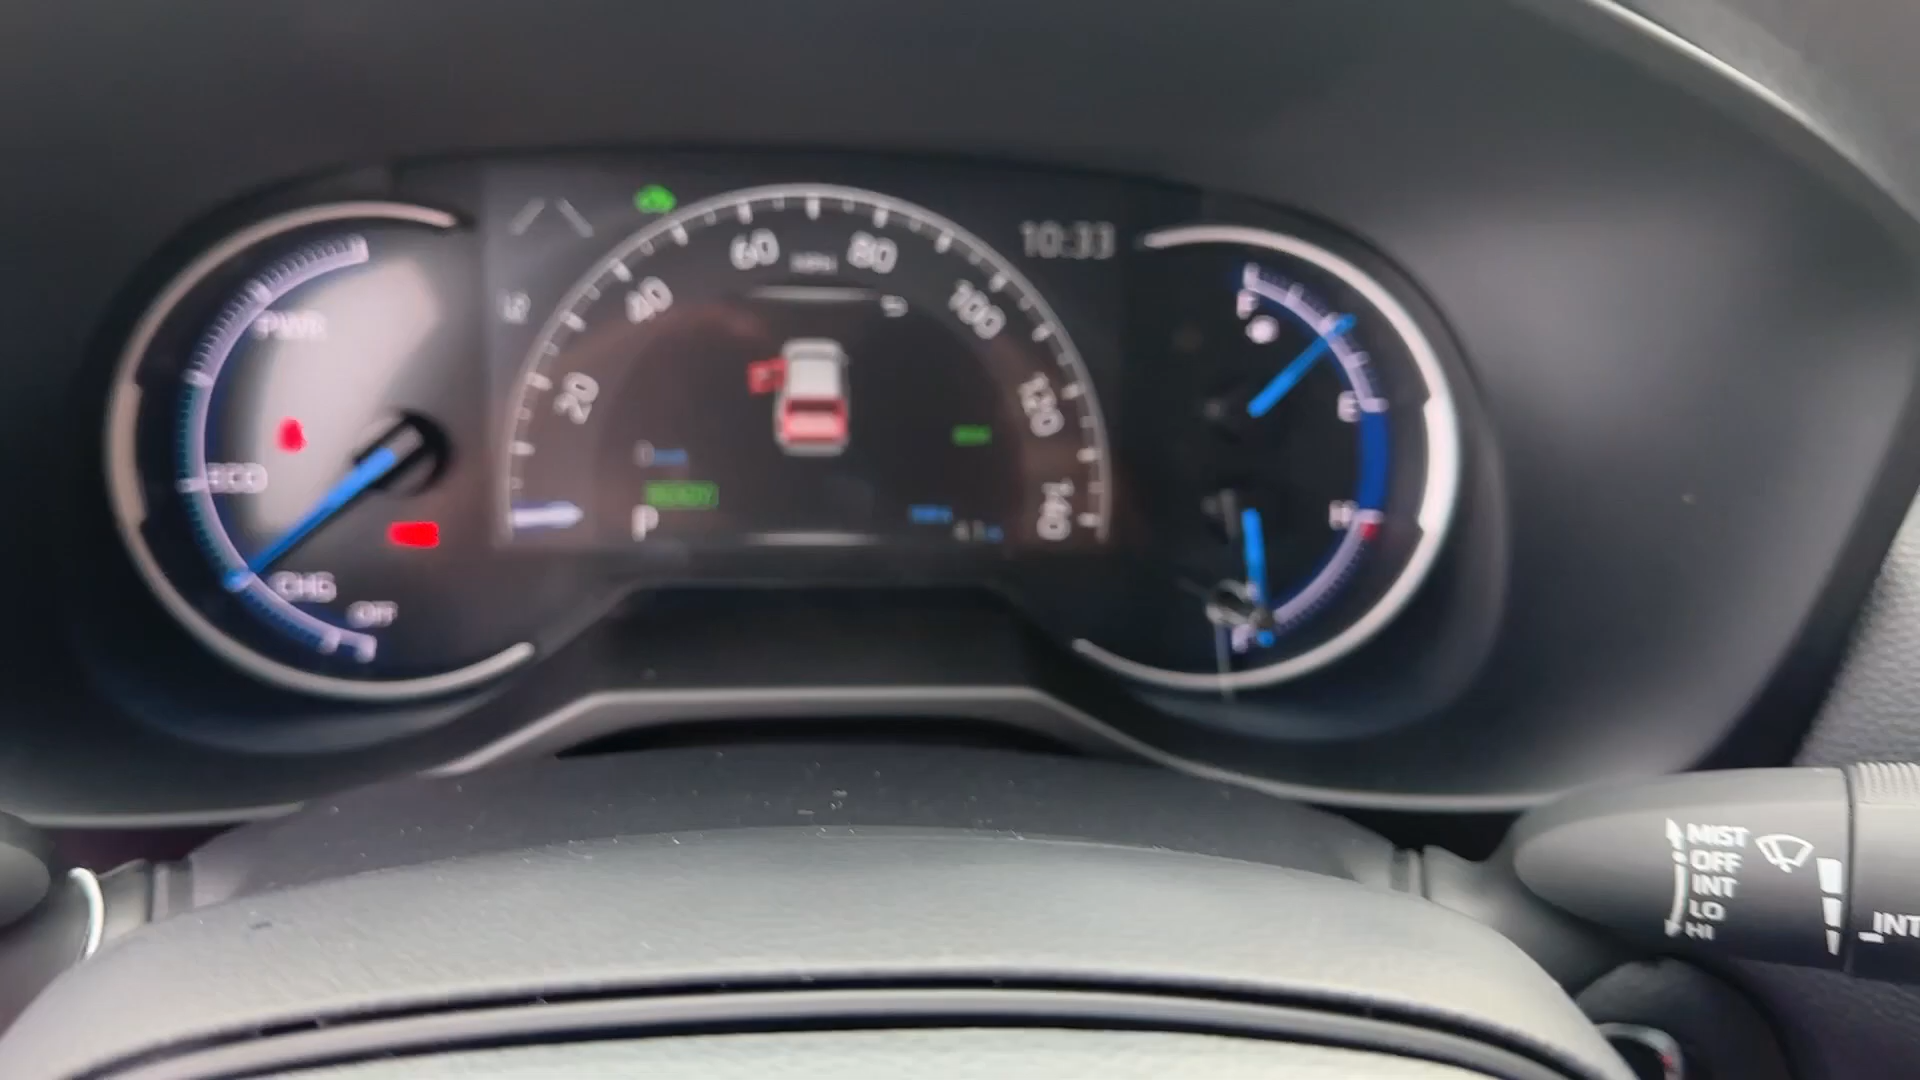 10:33
60
MPH
80
40
100
20
120
140
PWR
ECO
CHG
OFF
READY
P
F
E
H
MIST
OFF
INT
LO
HI
INT